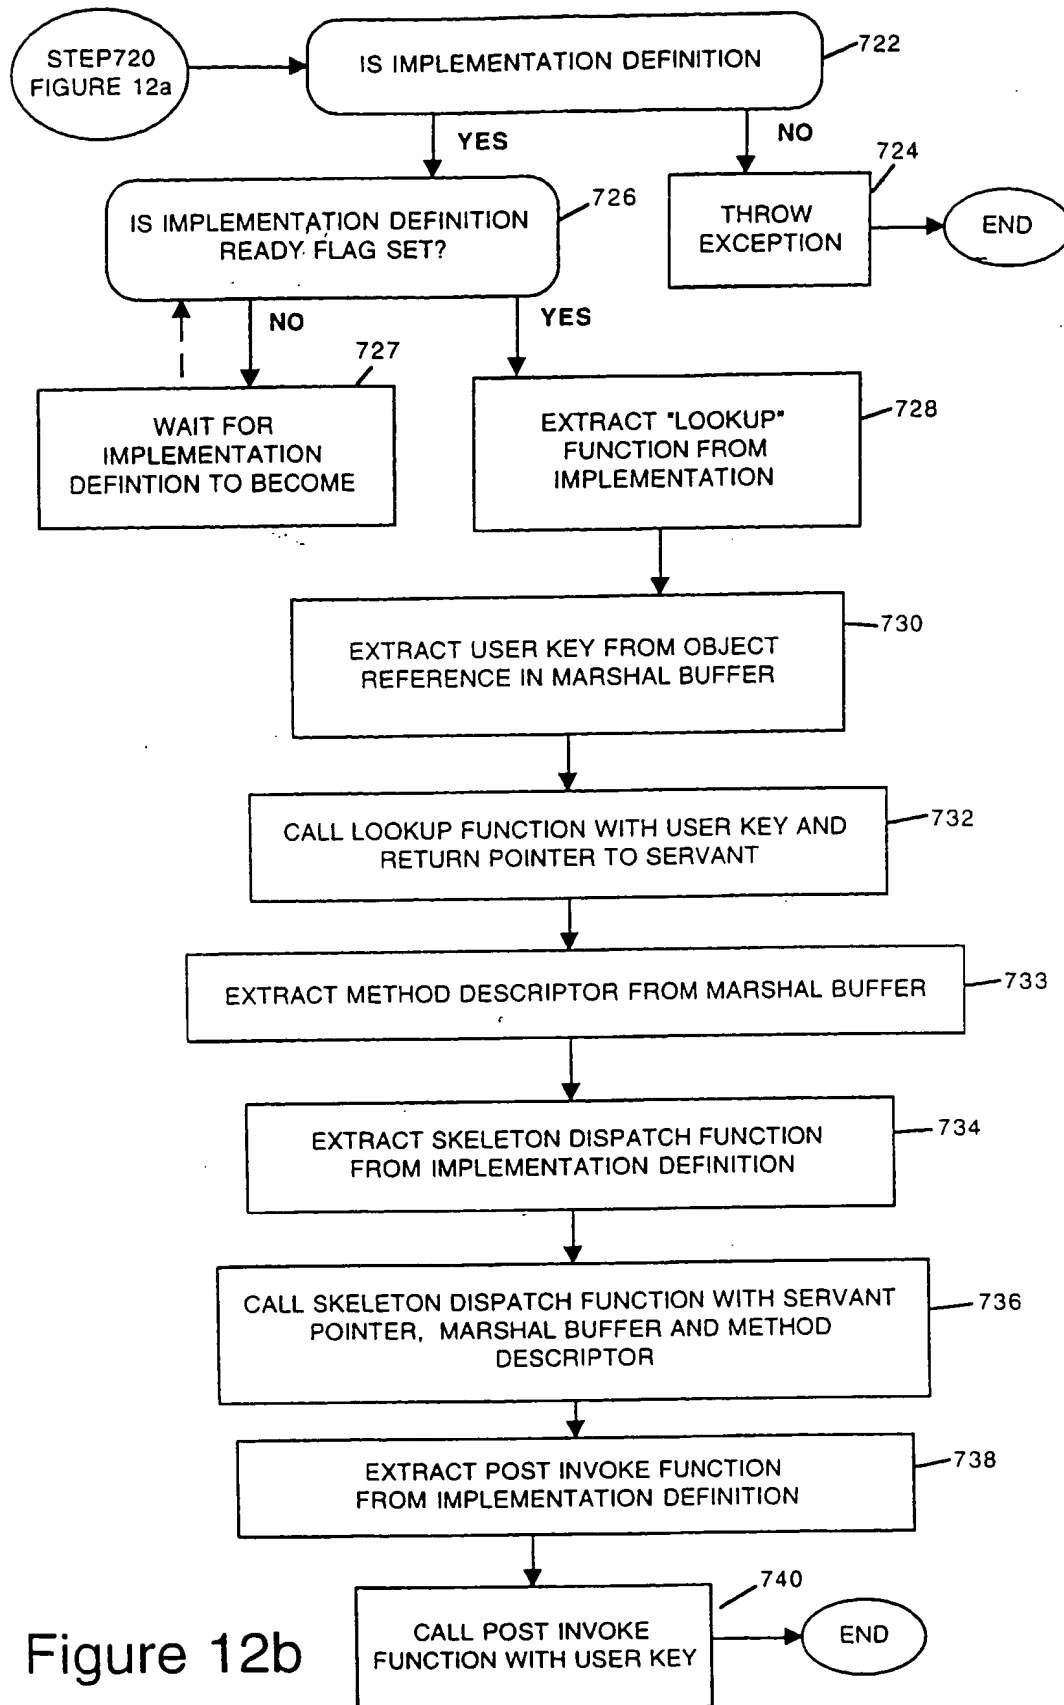 STEP720
FIGURE 12a
IS IMPLEMENTATION DEFINITION
722
YES
NO
724
THROW
EXCEPTION
END
IS IMPLEMENTATION DEFINITION
READY FLAG SET?
726
NO
YES
727
WAIT FOR
IMPLEMENTATION
DEFINTION TO BECOME
EXTRACT "LOOKUP"
FUNCTION FROM
IMPLEMENTATION
728
EXTRACT USER KEY FROM OBJECT
REFERENCE IN MARSHAL BUFFER
730
CALL LOOKUP FUNCTION WITH USER KEY AND
RETURN POINTER TO SERVANT
732
EXTRACT METHOD DESCRIPTOR FROM MARSHAL BUFFER
733
EXTRACT SKELETON DISPATCH FUNCTION
FROM IMPLEMENTATION DEFINITION
734
CALL SKELETON DISPATCH FUNCTION WITH SERVANT
POINTER, MARSHAL BUFFER AND METHOD
DESCRIPTOR
736
EXTRACT POST INVOKE FUNCTION
FROM IMPLEMENTATION DEFINITION
738
CALL POST INVOKE
FUNCTION WITH USER KEY
740
END
Figure 12b